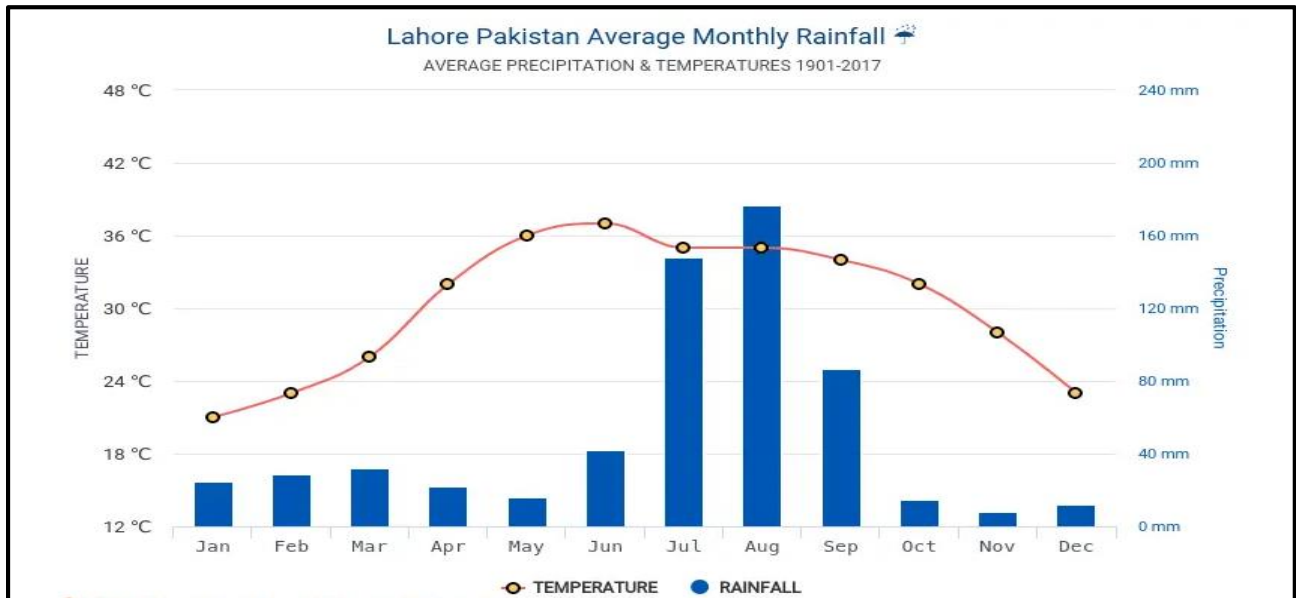 Lahore Pakistan Average Monthly Rainfall ☔
AVERAGE PRECIPITATION & TEMPERATURES 1901-2017
48 °C
42 °C
36 °C
30 °C
24 °C
18 °C
12 °C
TEMPERATURE
240 mm
200 mm
160 mm
120 mm
80 mm
40 mm
0 mm
Precipitation
Jan Feb Mar Apr May Jun Jul Aug Sep Oct Nov Dec
TEMPERATURE RAINFALL